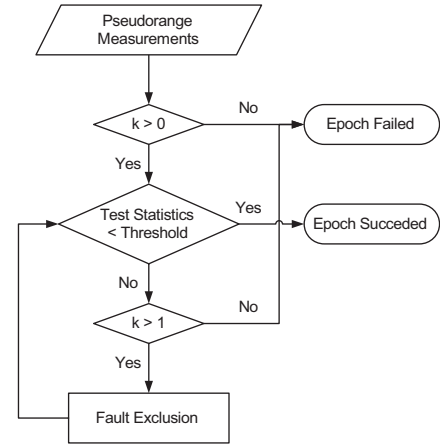 Pseudorange
Measurements
k > 0
No
Epoch Failed
Yes
Test Statistics
< Threshold
Yes
Epoch Succeded
No
k > 1
No
Yes
Fault Exclusion